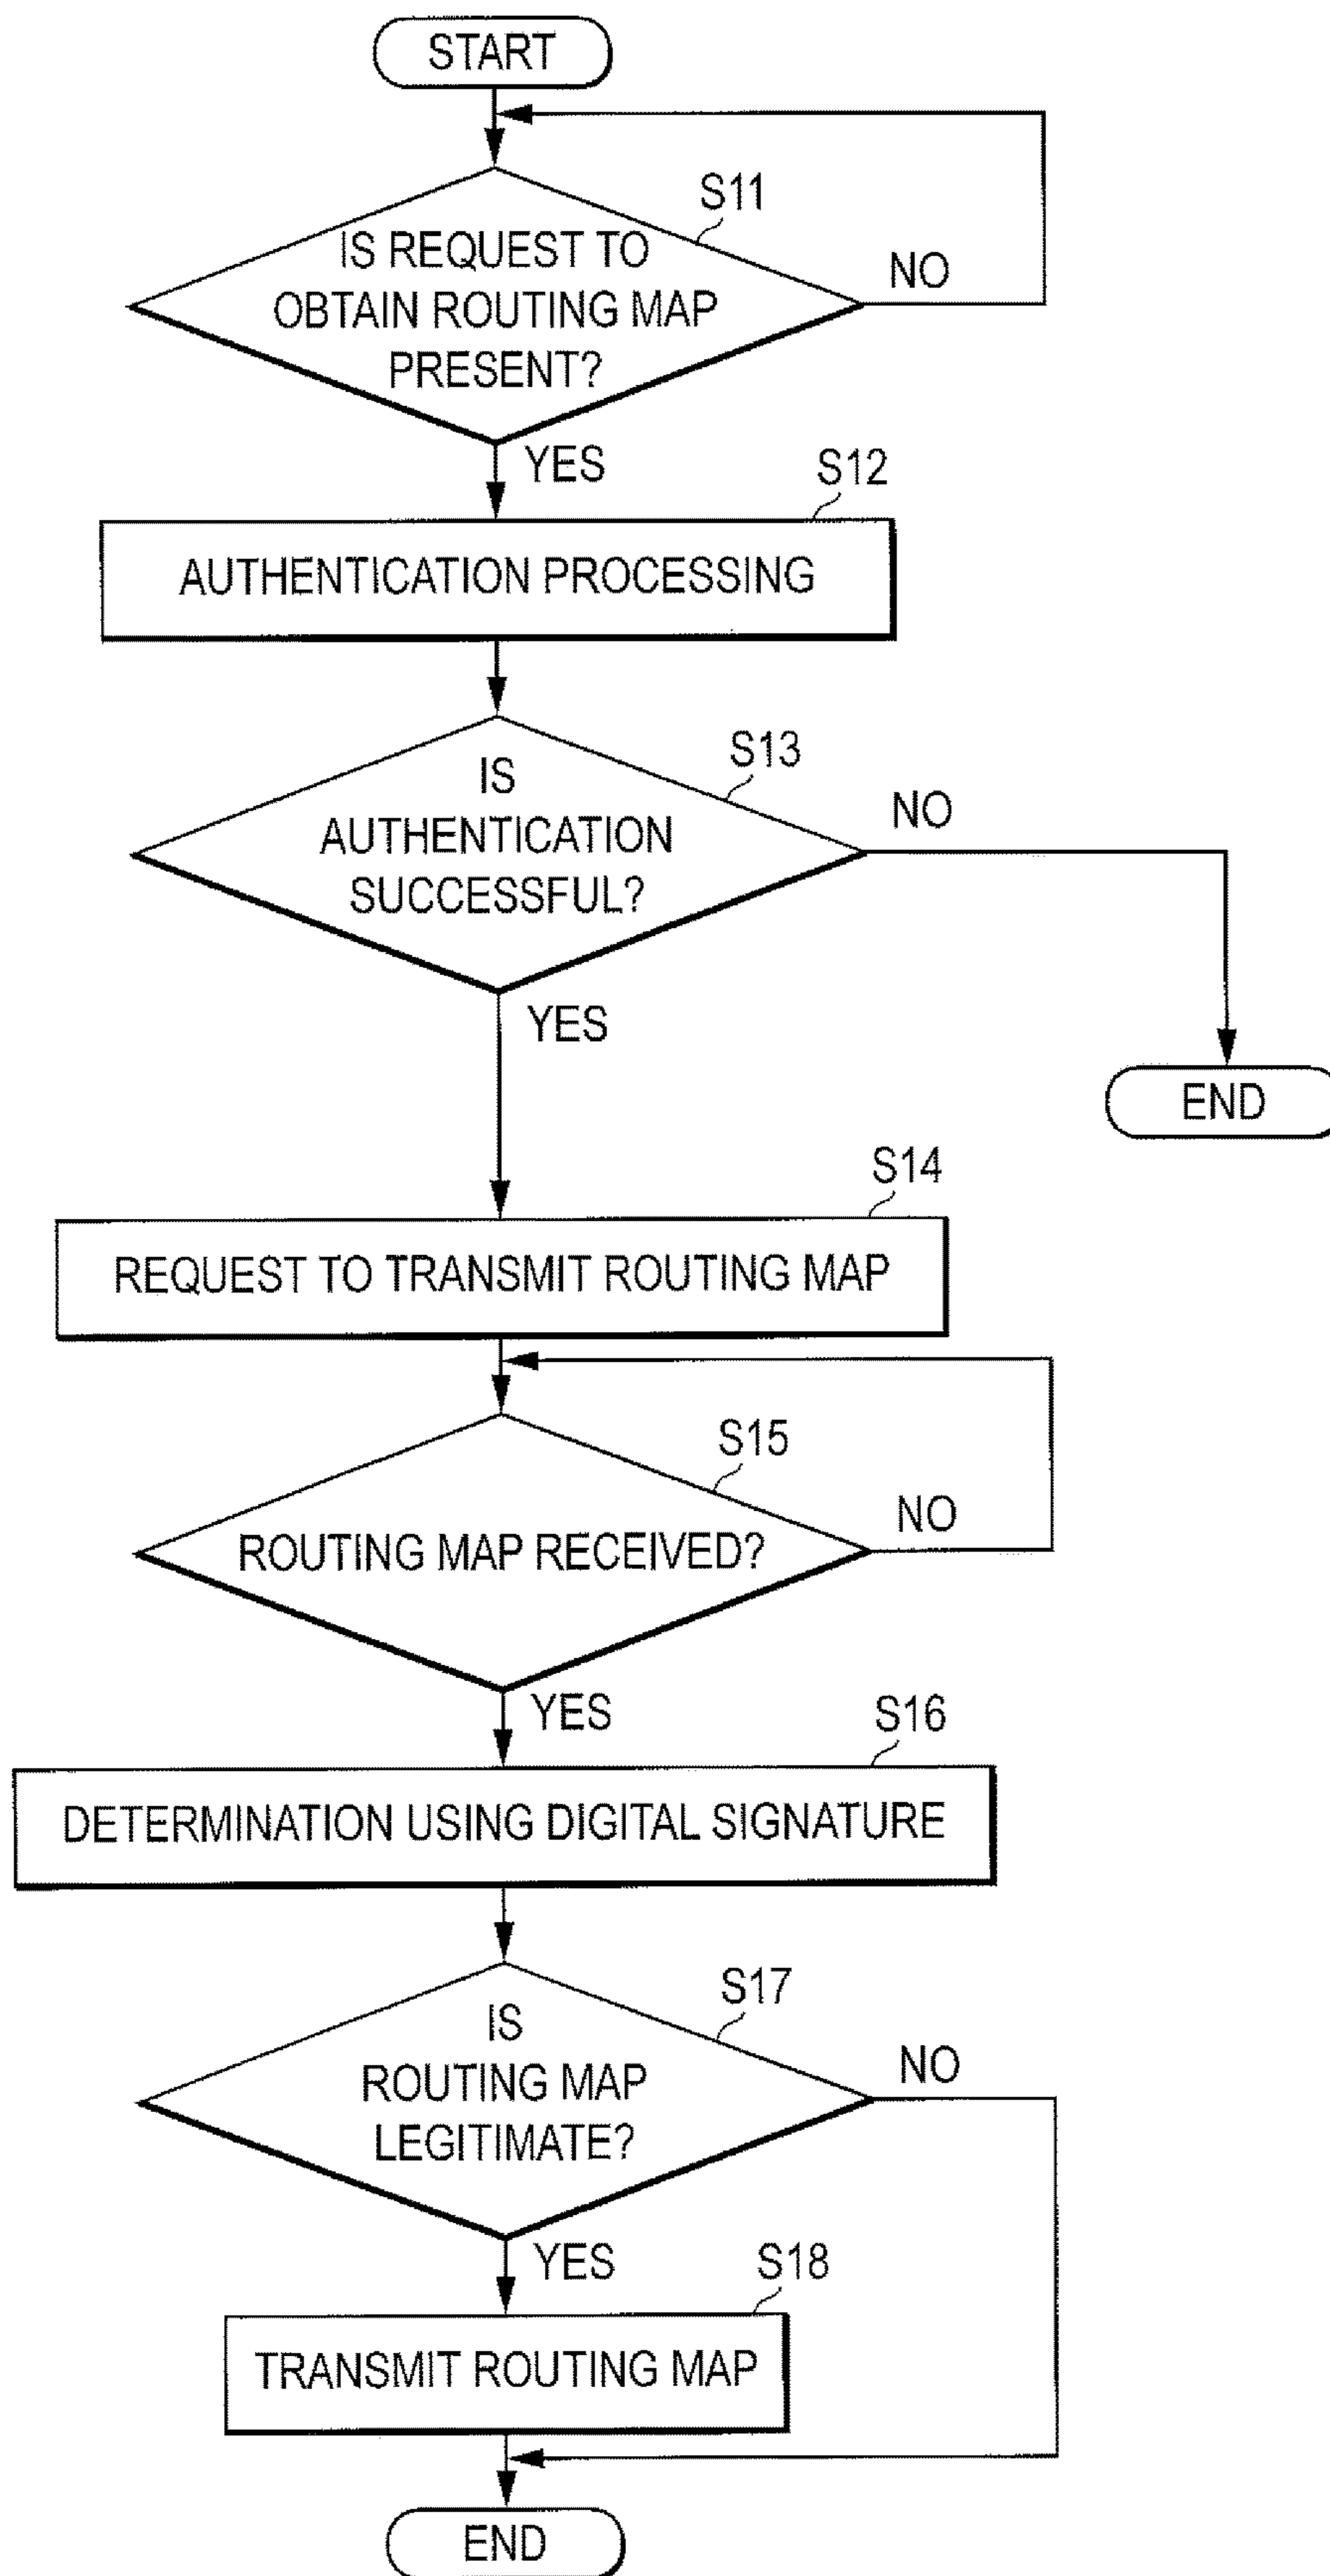 START
S11
IS REQUEST TO
OBTAIN ROUTING MAP
PRESENT?
NO
YES
S12
AUTHENTICATION PROCESSING
S13
IS
AUTHENTICATION
SUCCESSFUL?
NO
YES
END
S14
REQUEST TO TRANSMIT ROUTING MAP
S15
ROUTING MAP RECEIVED?
NO
YES
S16
DETERMINATION USING DIGITAL SIGNATURE
S17
IS
ROUTING MAP
LEGITIMATE?
NO
YES
S18
TRANSMIT ROUTING MAP
END